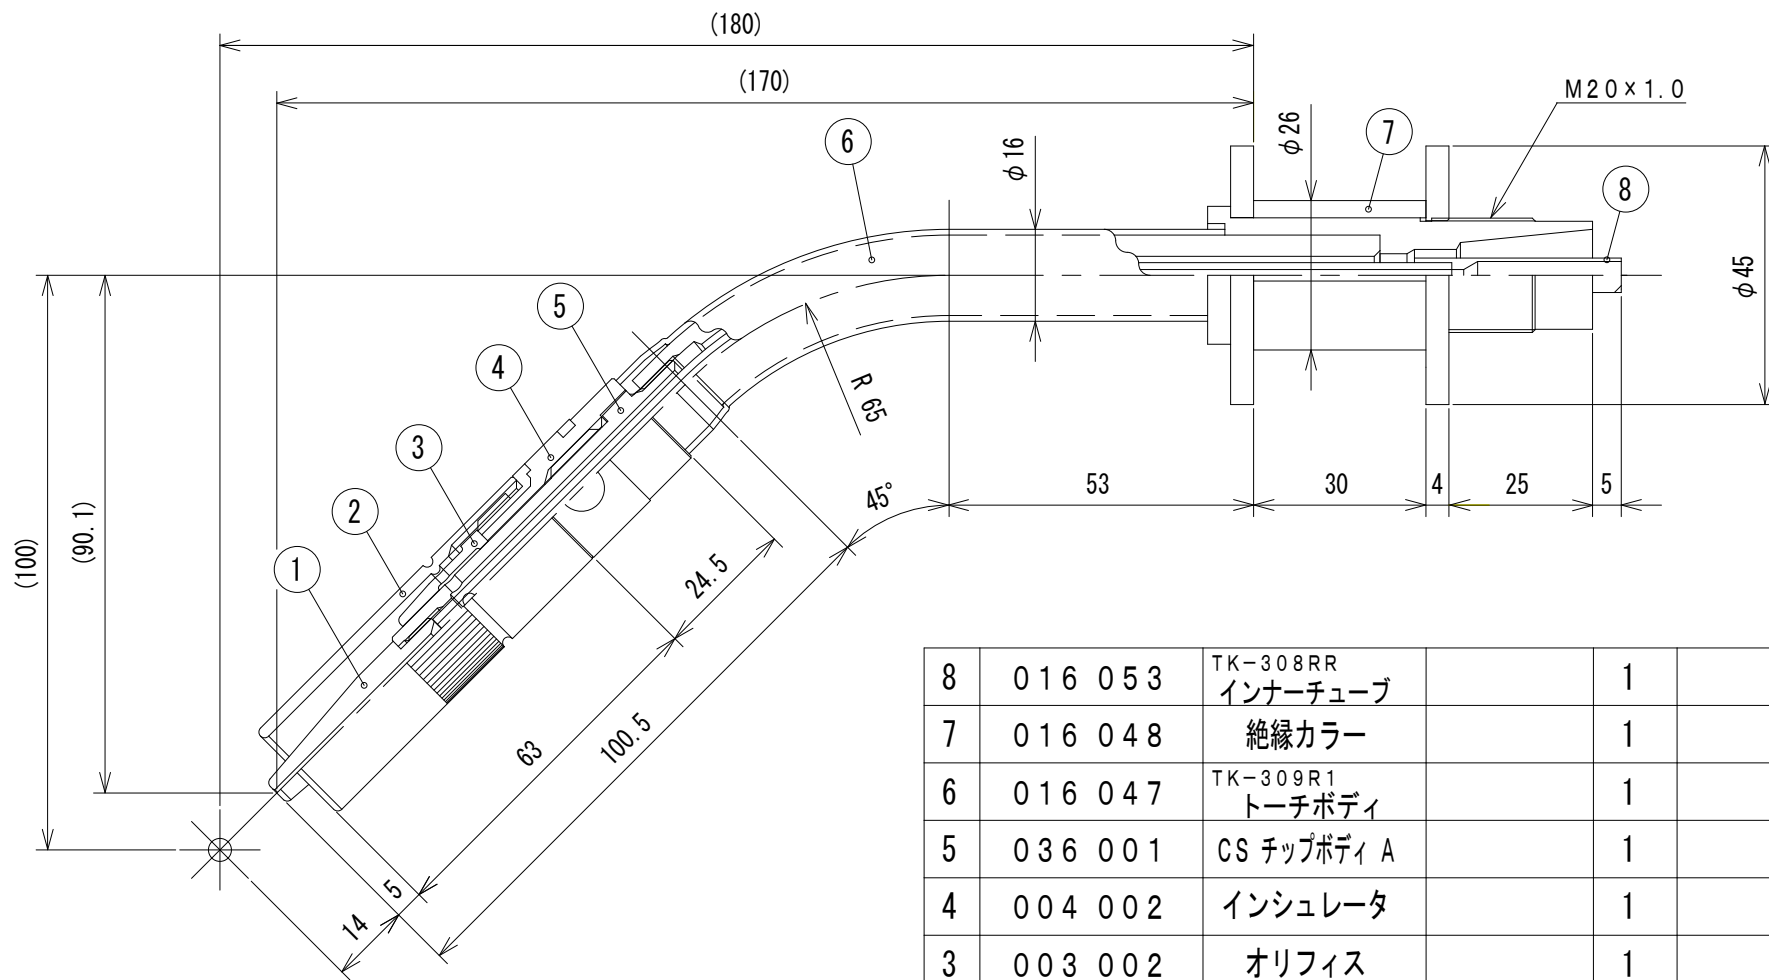 (180)
(170)
M20×1.0
φ26
7
6
φ16
8
φ45
5
4
R 65
3
45°
53
30
4
25
5
2
(90.1)
(100)
1
24.5
63
100.5
5
14
8 016 053 TK-308RR インナーチューブ 1
7 016 048 絶縁カラー 1
6 016 047 TK-309R1 トーチボディ 1
5 036 001 CS チップボディ A 1
4 004 002 インシュレータ 1
3 003 002 オリフィス 1